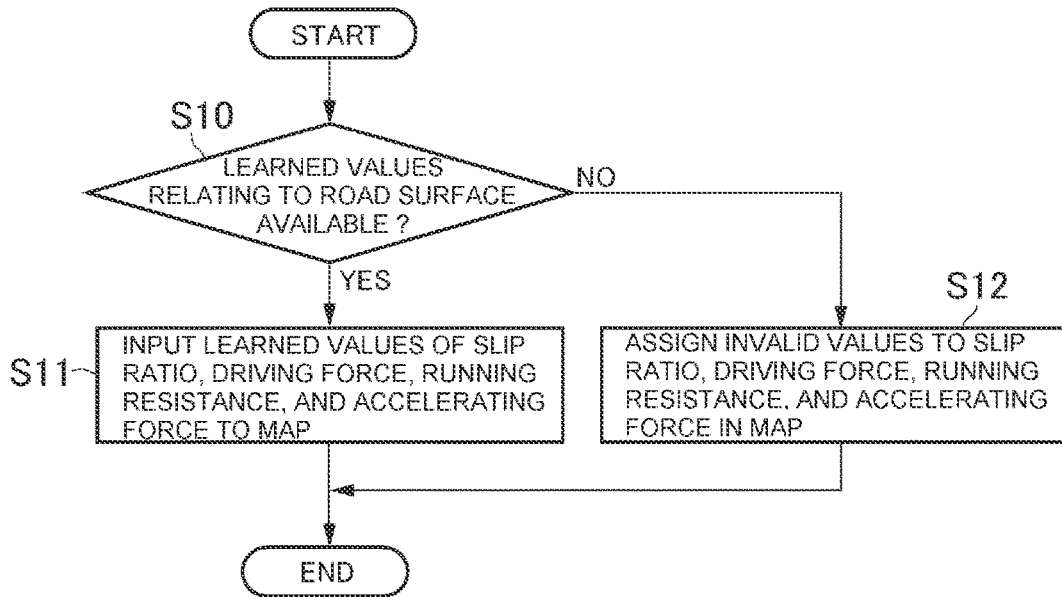 START
S10
LEARNED VALUES
RELATING TO ROAD SURFACE
AVAILABLE ?
NO
YES
S11
INPUT LEARNED VALUES OF SLIP
RATIO, DRIVING FORCE, RUNNING
RESISTANCE, AND ACCELERATING
FORCE TO MAP
S12
ASSIGN INVALID VALUES TO SLIP
RATIO, DRIVING FORCE, RUNNING
RESISTANCE, AND ACCELERATING
FORCE IN MAP
END